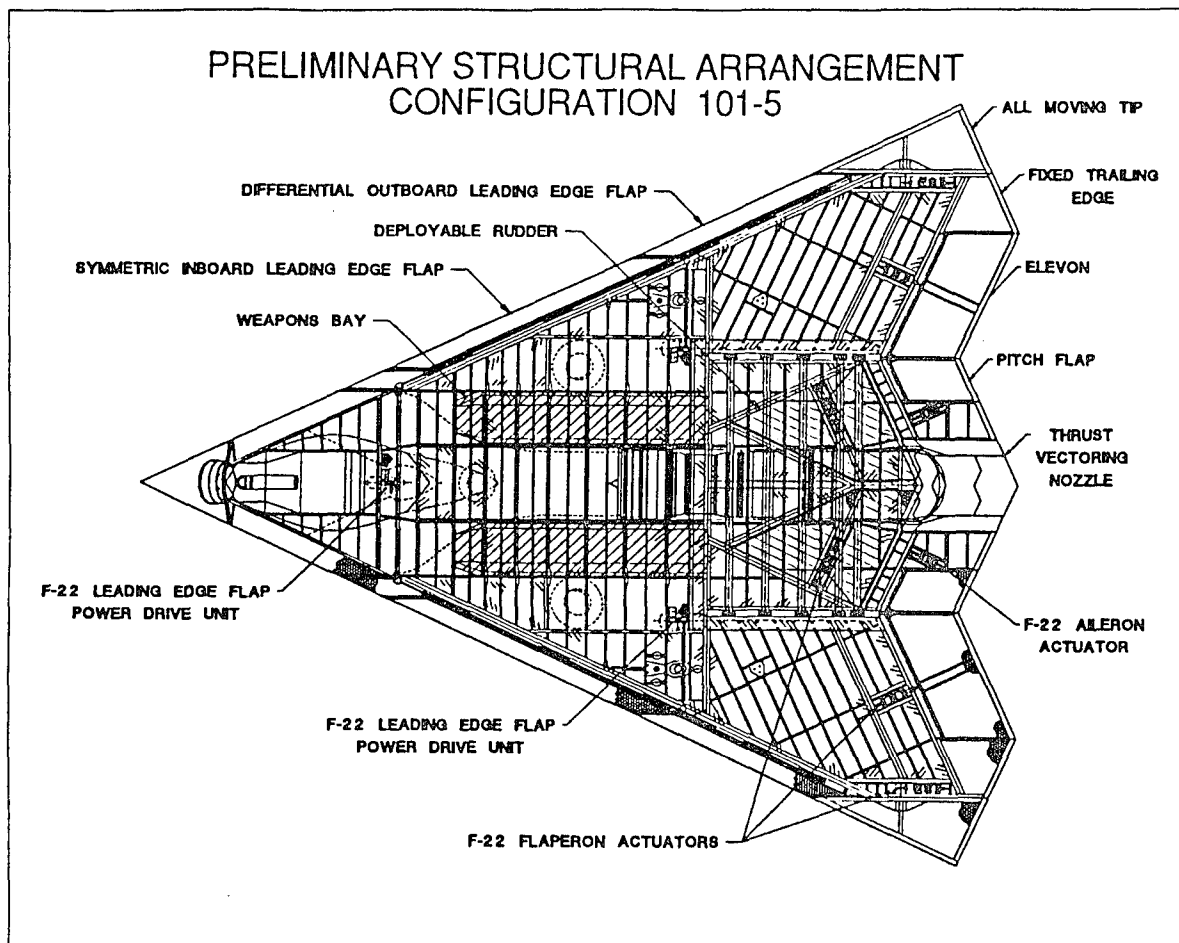 PRELIMINARY STRUCTURAL ARRANGEMENT
CONFIGURATION 101-5
ALL MOVING TIP
FIXED TRAILING
EDGE
DIFFERENTIAL OUTBOARD LEADING EDGE FLAP
DEPLOYABLE RUDDER
SYMMETRIC INBOARD LEADING EDGE FLAP
ELEVON
WEAPONS BAY
PITCH FLAP
THRUST
VECTORING
NOZZLE
F-22 LEADING EDGE FLAP
POWER DRIVE UNIT
F-22 AILERON
ACTUATOR
F-22 LEADING EDGE FLAP
POWER DRIVE UNIT
F-22 FLAPERON ACTUATORS